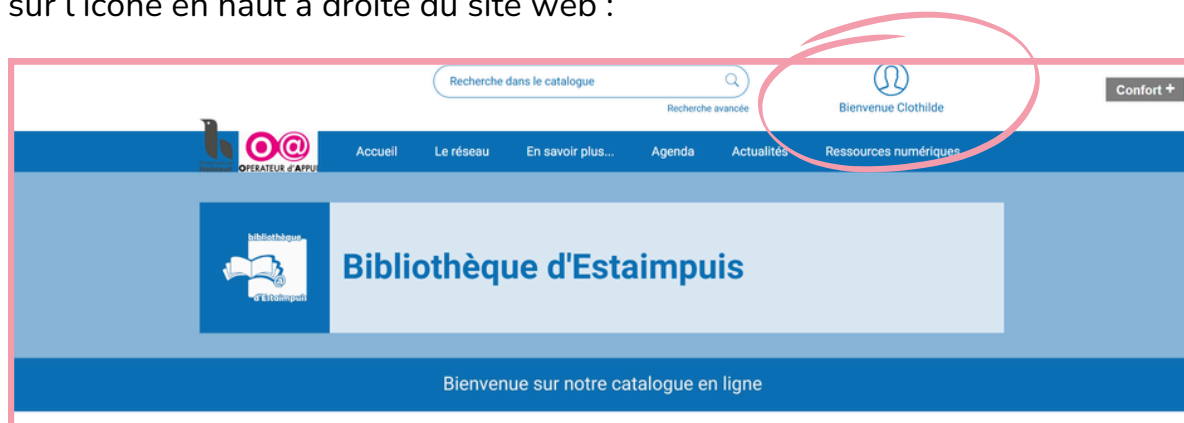 sur l'icône en haut à droite du site web :
Recherche dans le catalogue
Recherche avancée
Bienvenue Clothilde
Confort +
O@
OPERATEUR d'APPUI
Accueil Le réseau En savoir plus... Agenda Actualités Ressources numériques
bibliothèque
@
d'Estaimpuis
Bibliothèque d'Estaimpuis
Bienvenue sur notre catalogue en ligne